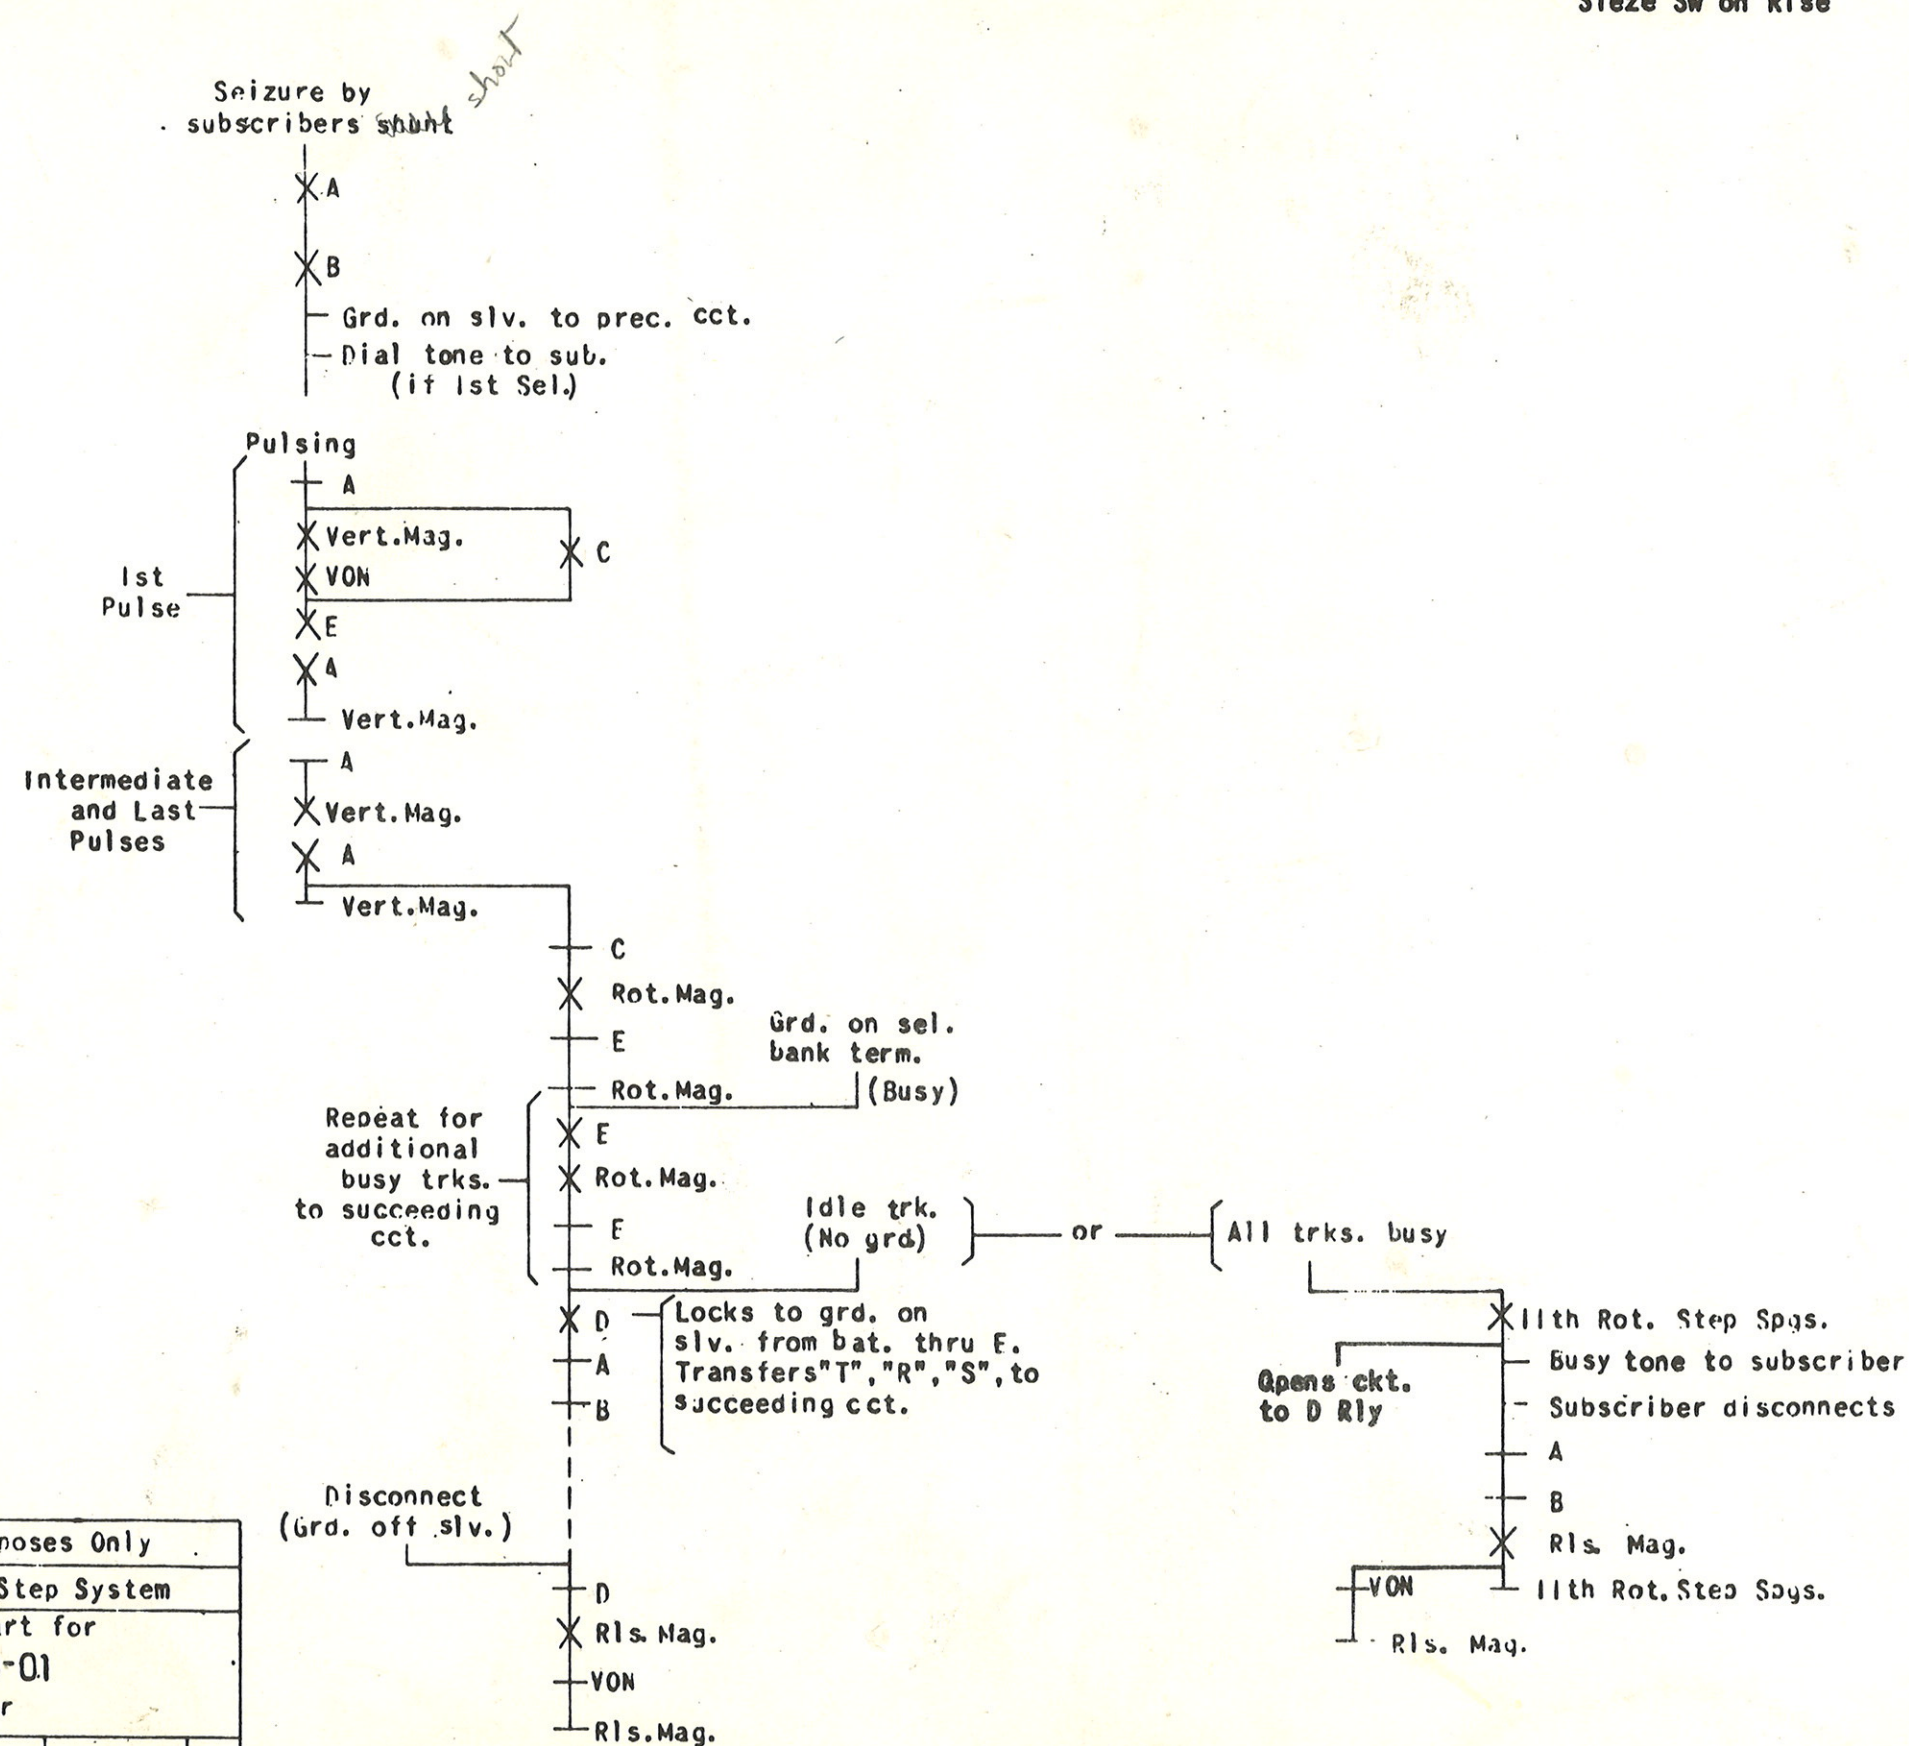 Sieze Sw on Rise
short
Seizure by
subscribers shunt
A
B
Grd. on slv. to prec. cct.
Dial tone to sub.
(if 1st Sel.)
Pulsing
A
Vert.Mag.
C
VON
1st
Pulse
E
A
Vert.Mag.
A
Intermediate
and Last
Pulses
Vert.Mag.
A
Vert.Mag.
C
Rot.Mag.
E
Grd. on sel.
bank term.
(Busy)
Rot.Mag.
Repeat for
additional
busy trks.
to succeeding
cct.
E
Rot.Mag.
E
Rot.Mag.
Idle trk.
(No grd)
or
All trks. busy
D
Locks to grd. on
slv. from bat. thru E.
Transfers"T","R","S",to
succeeding cct.
A
B
11th Rot. Step Spgs.
Opens ckt.
to D Rly
Busy tone to subscriber
Subscriber disconnects
A
B
Rls. Mag.
VON
11th Rot.Step Spgs.
Rls. Mag.
Disconnect
(Grd. off slv.)
D
Rls. Mag.
VON
Rls.Mag.
poses Only
Step System
rt for
-01
r